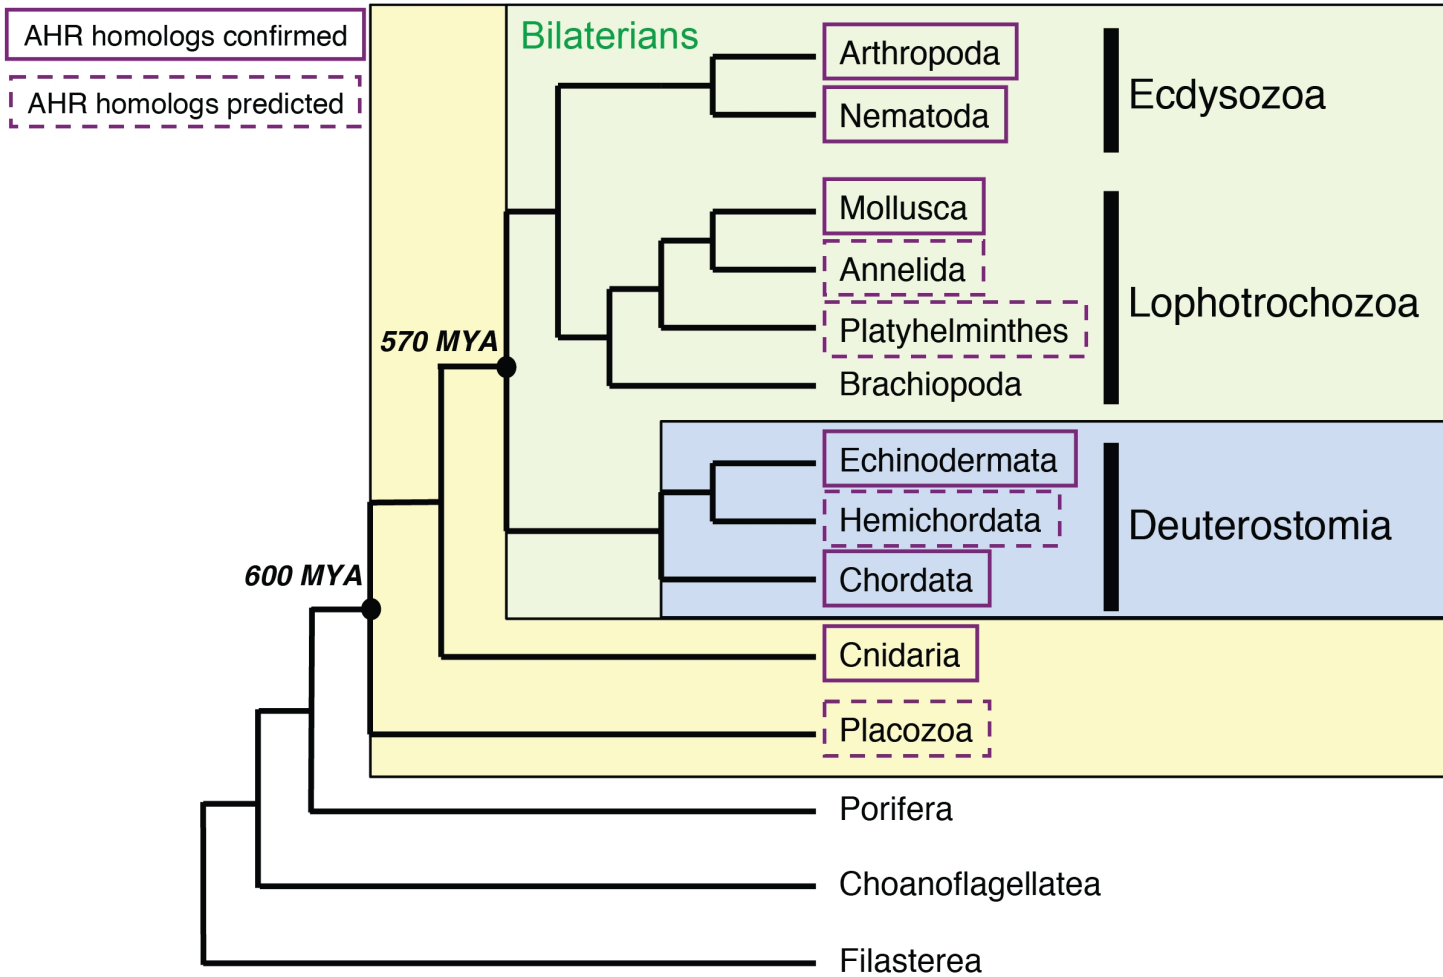 AHR homologs confirmed
AHR homologs predicted
Bilaterians
Arthropoda
Nematoda
Ecdysozoa
Mollusca
Annelida
Platyhelminthes
Brachiopoda
Lophotrochozoa
570 MYA
Echinodermata
Hemichordata
Chordata
Deuterostomia
600 MYA
Cnidaria
Placozoa
Porifera
Choanoflagellatea
Filasterea